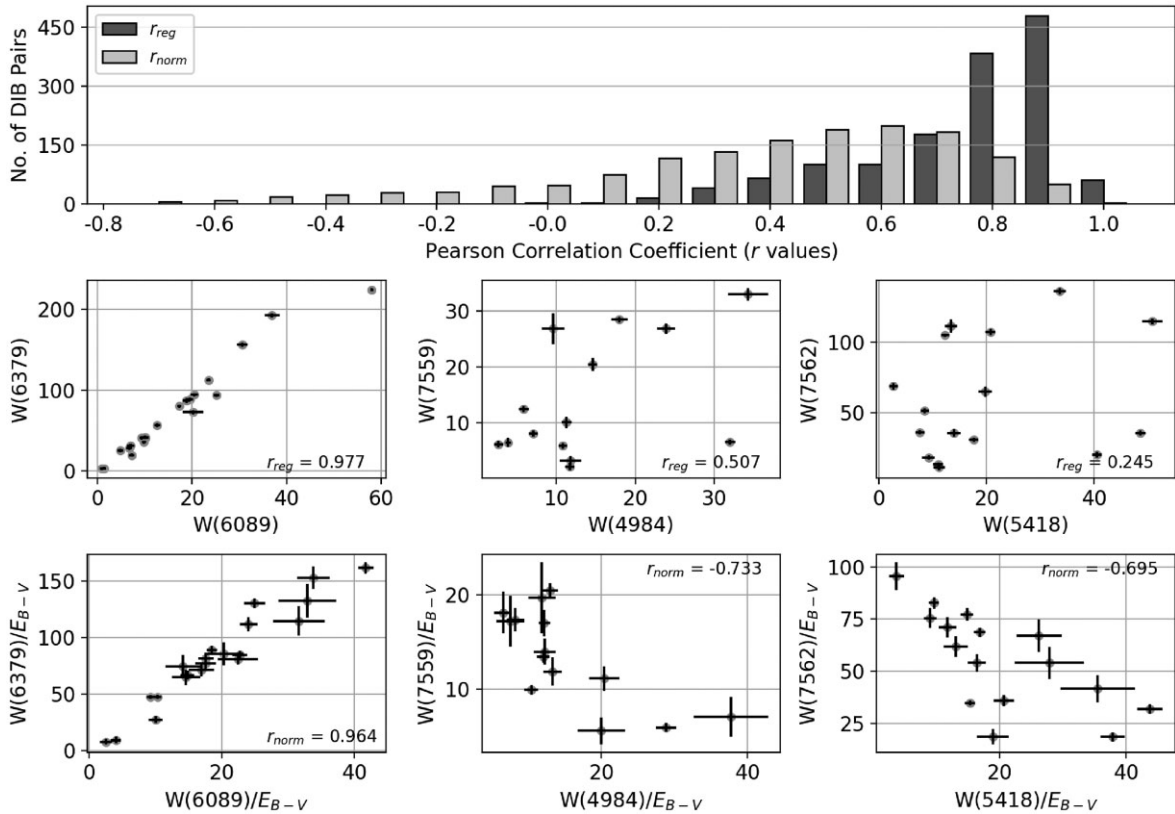 450
300
150
0
No. of DIB Pairs
r_reg
r_norm
-0.8 -0.6 -0.4 -0.2 -0.0 0.2 0.4 0.6 0.8 1.0
Pearson Correlation Coefficient (r values)
200
100
0
W(6379)
r_reg = 0.977
0 20 40 60
W(6089)
30
20
10
W(7559)
r_reg = 0.507
10 20 30
W(4984)
100
50
W(7562)
r_reg = 0.245
0 20 40
W(5418)
150
100
50
0
W(6379)/E_B−V
r_norm = 0.964
0 20 40
W(6089)/E_B−V
20
10
W(7559)/E_B−V
r_norm = -0.733
20 40
W(4984)/E_B−V
100
75
50
25
W(7562)/E_B−V
r_norm = -0.695
20 40
W(5418)/E_B−V